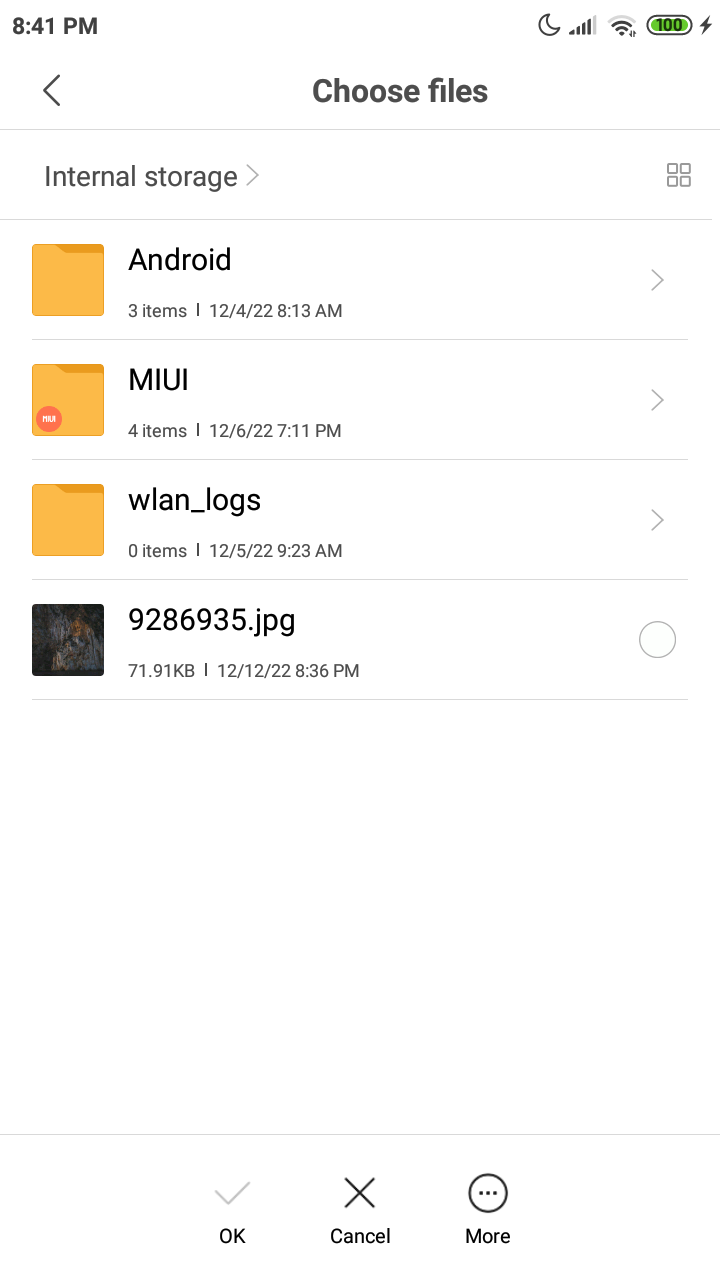 8:41 PM 100
Choose files
Internal storage
Android
3 items | 12/4/22 8:13 AM
MIUI
MIUI
4 items | 12/6/22 7:11 PM
wlan_logs
0 items | 12/5/22 9:23 AM
9286935.jpg
71.91KB | 12/12/22 8:36 PM
OK Cancel More